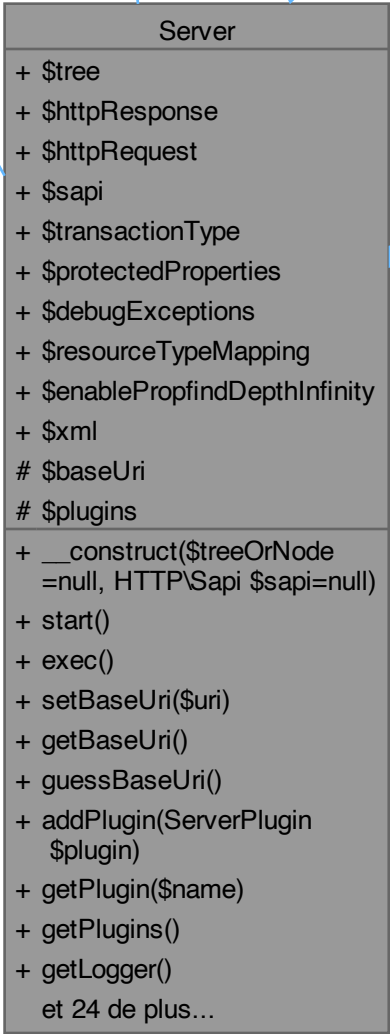 Server
+ $tree
+ $httpResponse
+ $httpRequest
+ $sapi
+ $transactionType
+ $protectedProperties
+ $debugExceptions
+ $resourceTypeMapping
+ $enablePropfindDepthInfinity
+ $xml
# $baseUri
# $plugins
+ __construct($treeOrNode
=null, HTTP\Sapi $sapi=null)
+ start()
+ exec()
+ setBaseUri($uri)
+ getBaseUri()
+ guessBaseUri()
+ addPlugin(ServerPlugin
$plugin)
+ getPlugin($name)
+ getPlugins()
+ getLogger()
et 24 de plus...